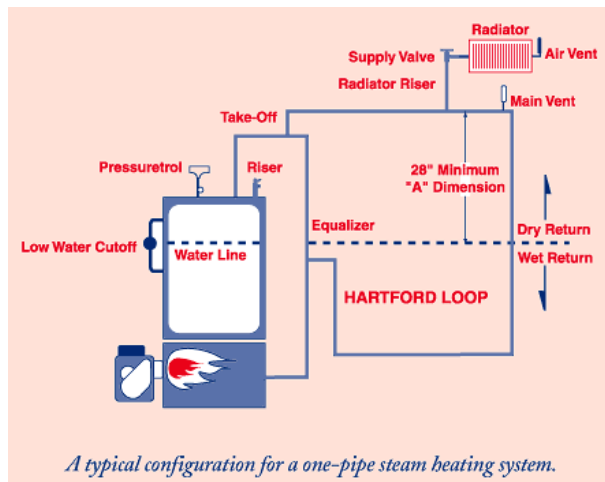 Radiator
Supply Valve
Air Vent
Radiator Riser
Main Vent
Take-Off
Pressuretrol
Riser
28" Minimum
"A" Dimension
Equalizer
Dry Return
Low Water Cutoff
Water Line
Wet Return
HARTFORD LOOP
A typical configuration for a one-pipe steam heating system.